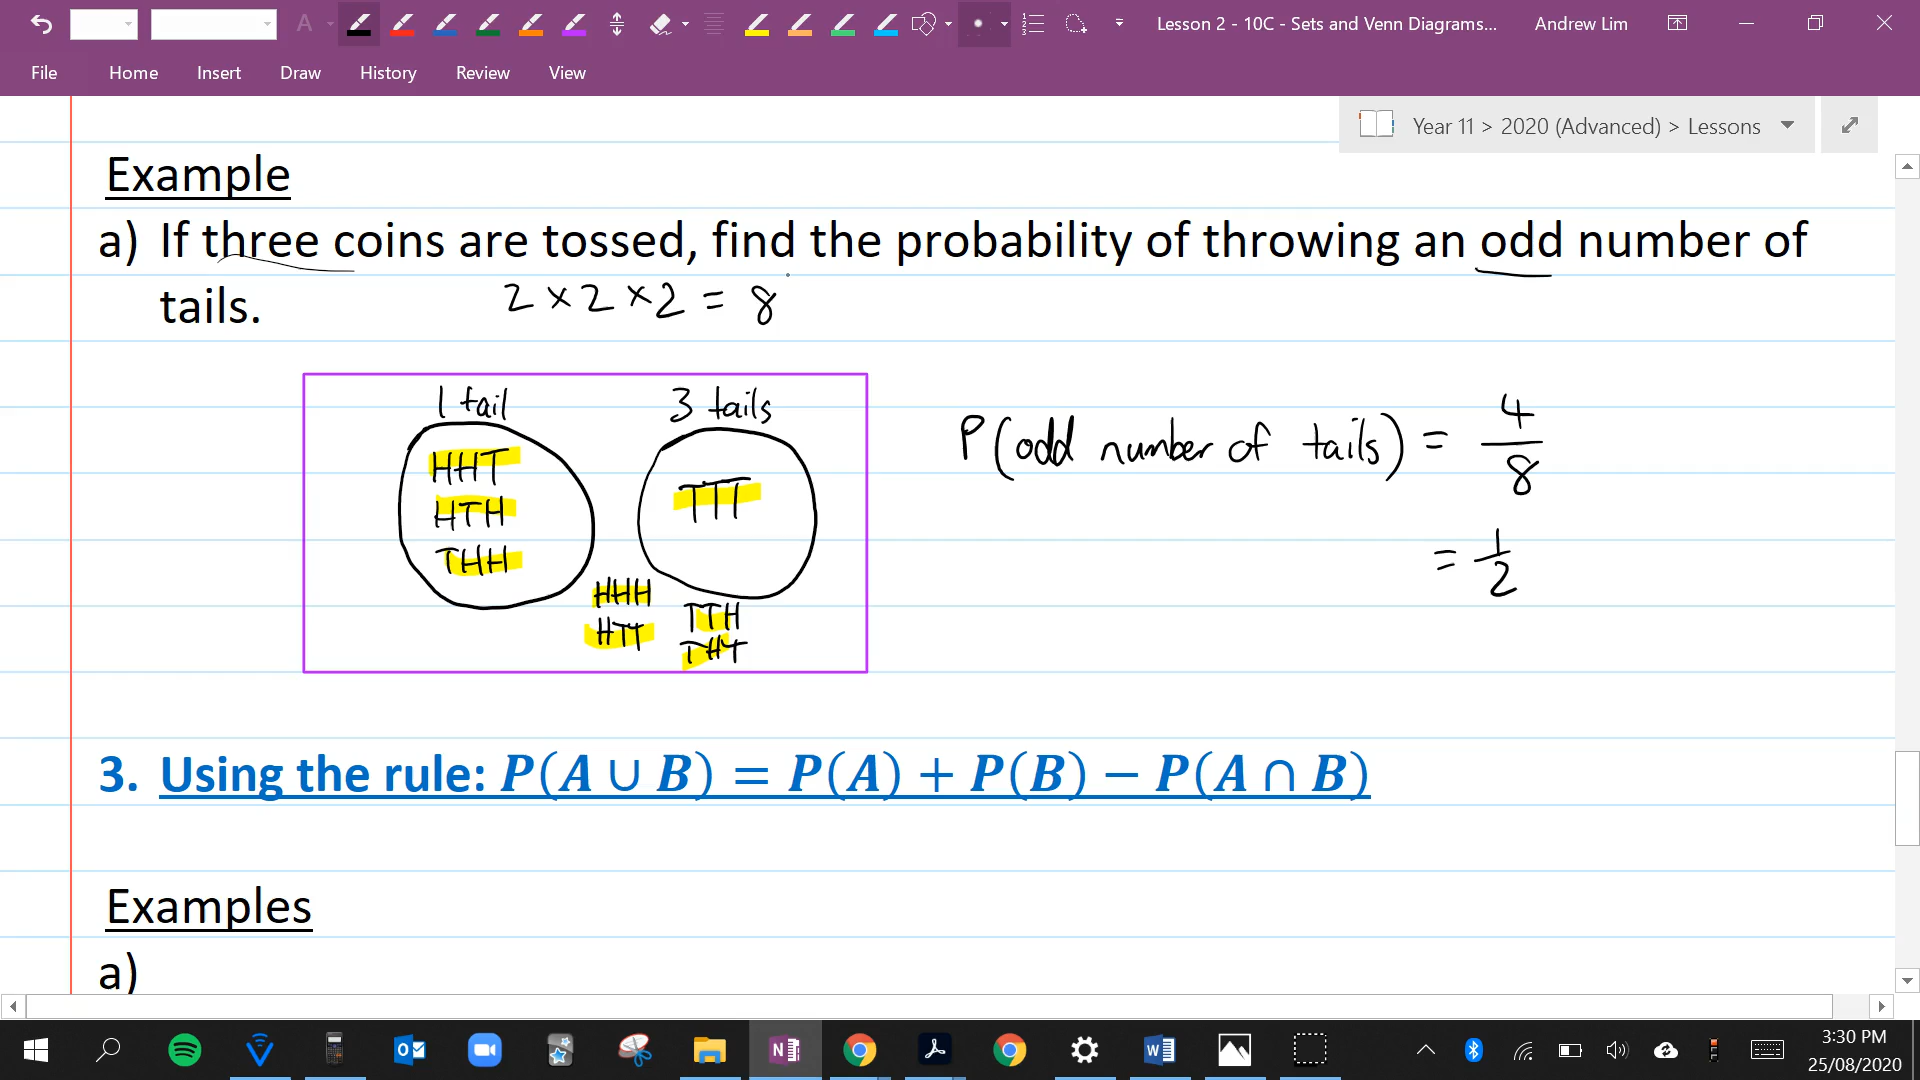 Lesson 2 - 10C - Sets and Venn Diagrams...
Andrew Lim
File Home Insert Draw History Review View
Year 11 > 2020 (Advanced) > Lessons
Example
a) If three coins are tossed, find the probability of throwing an odd number of
tails.
2 × 2 × 2 = 8
1 tail
3 tails
HHT
HTH
THH
TTT
HHH
HTT
TTH
THT
P(odd number of tails) = 4/8
= 1/2
3. Using the rule: P(A ∪ B) = P(A) + P(B) − P(A ∩ B)
Examples
a)
3:30 PM
25/08/2020